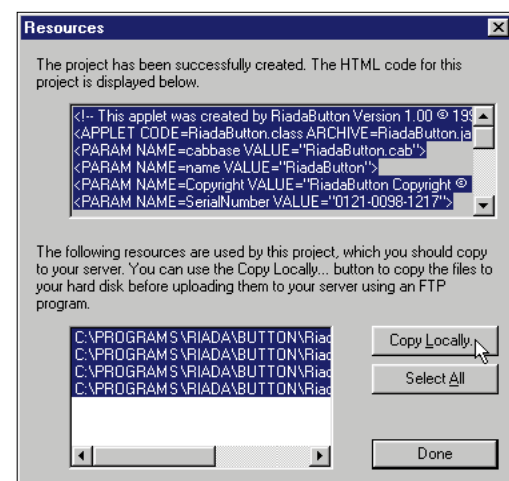 Resources
The project has been successfully created. The HTML code for this
project is displayed below.
<!-- This applet was created by RiadaButton Version 1.00 © 199
<APPLET CODE=RiadaButton.class ARCHIVE=RiadaButton.ja
<PARAM NAME=cabbase VALUE="RiadaButton.cab">
<PARAM NAME=name VALUE="RiadaButton">
<PARAM NAME=Copyright VALUE="RiadaButton Copyright ©
<PARAM NAME=SerialNumber VALUE="0121-0098-1217">
The following resources are used by this project, which you should copy
to your server. You can use the Copy Locally... button to copy the files to
your hard disk before uploading them to your server using an FTP
program.
C:\PROGRAMS\RIADA\BUTTON\Riad
C:\PROGRAMS\RIADA\BUTTON\Riad
C:\PROGRAMS\RIADA\BUTTON\Riad
C:\PROGRAMS\RIADA\BUTTON\Riad
Copy Locally...
Select All
Done